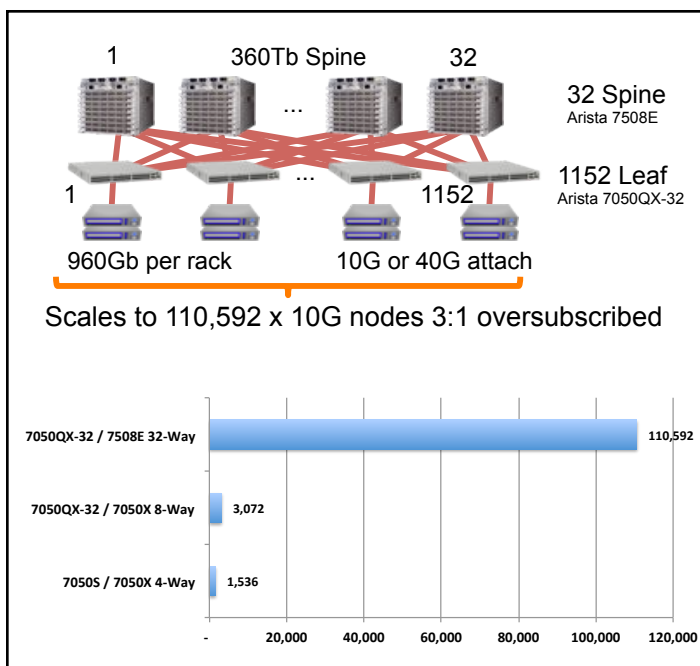 1 360Tb Spine 32
...
32 Spine
Arista 7508E
...
1 1152
1152 Leaf
Arista 7050QX-32
960Gb per rack 10G or 40G attach
Scales to 110,592 x 10G nodes 3:1 oversubscribed
- 20,000 40,000 60,000 80,000 100,000 120,000
7050QX-32 / 7508E 32-Way 110,592
7050QX-32 / 7050X 8-Way 3,072
7050S / 7050X 4-Way 1,536